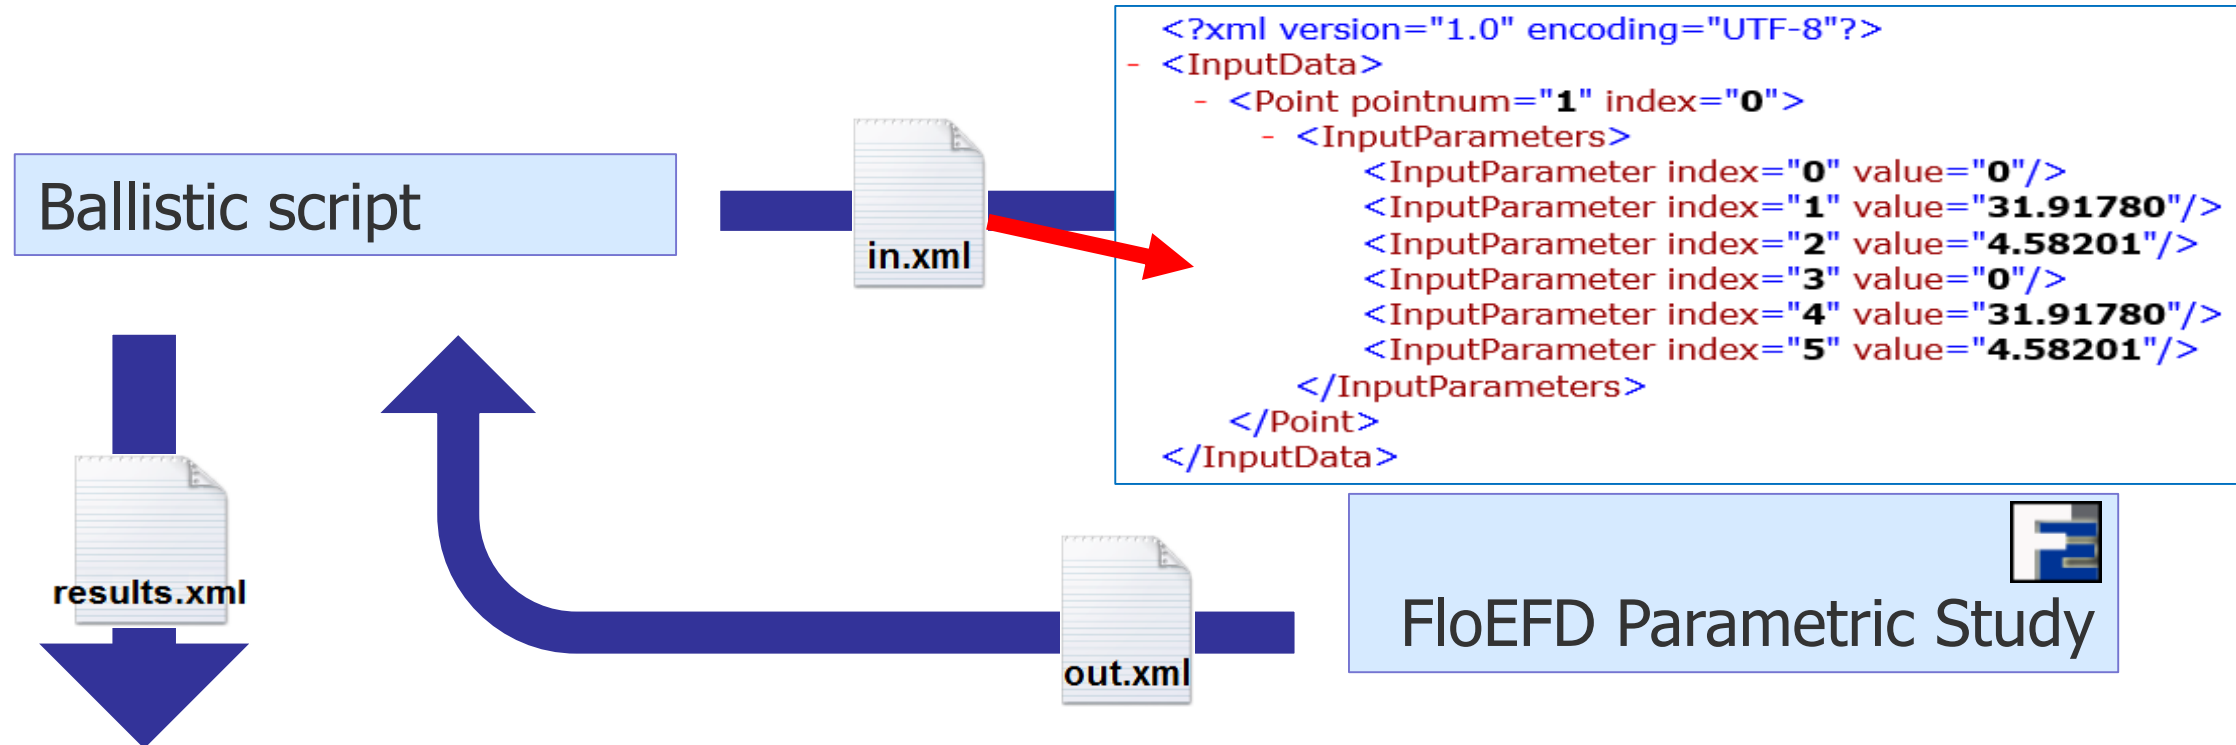 Ballistic script
in.xml
<?xml version="1.0" encoding="UTF-8"?>
- <InputData>
- <Point pointnum="1" index="0">
- <InputParameters>
<InputParameter index="0" value="0"/>
<InputParameter index="1" value="31.91780"/>
<InputParameter index="2" value="4.58201"/>
<InputParameter index="3" value="0"/>
<InputParameter index="4" value="31.91780"/>
<InputParameter index="5" value="4.58201"/>
</InputParameters>
</Point>
</InputData>
results.xml
out.xml
FloEFD Parametric Study